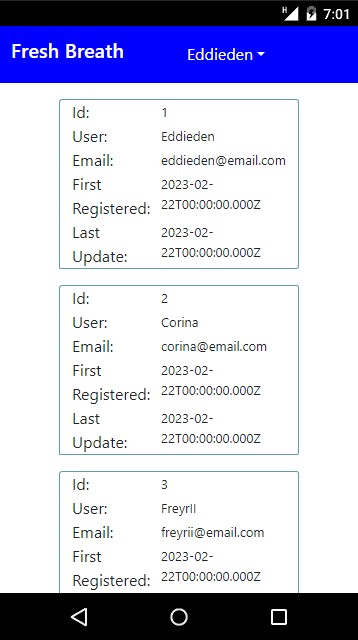 H 7:01
Fresh Breath Eddieden
Id: 1
User: Eddieden
Email: eddieden@email.com
First Registered: 2023-02-
22T00:00:00.000Z
Last Update: 2023-02-
22T00:00:00.000Z
Id: 2
User: Corina
Email: corina@email.com
First Registered: 2023-02-
22T00:00:00.000Z
Last Update: 2023-02-
22T00:00:00.000Z
Id: 3
User: FreyrII
Email: freyrii@email.com
First Registered: 2023-02-
22T00:00:00.000Z